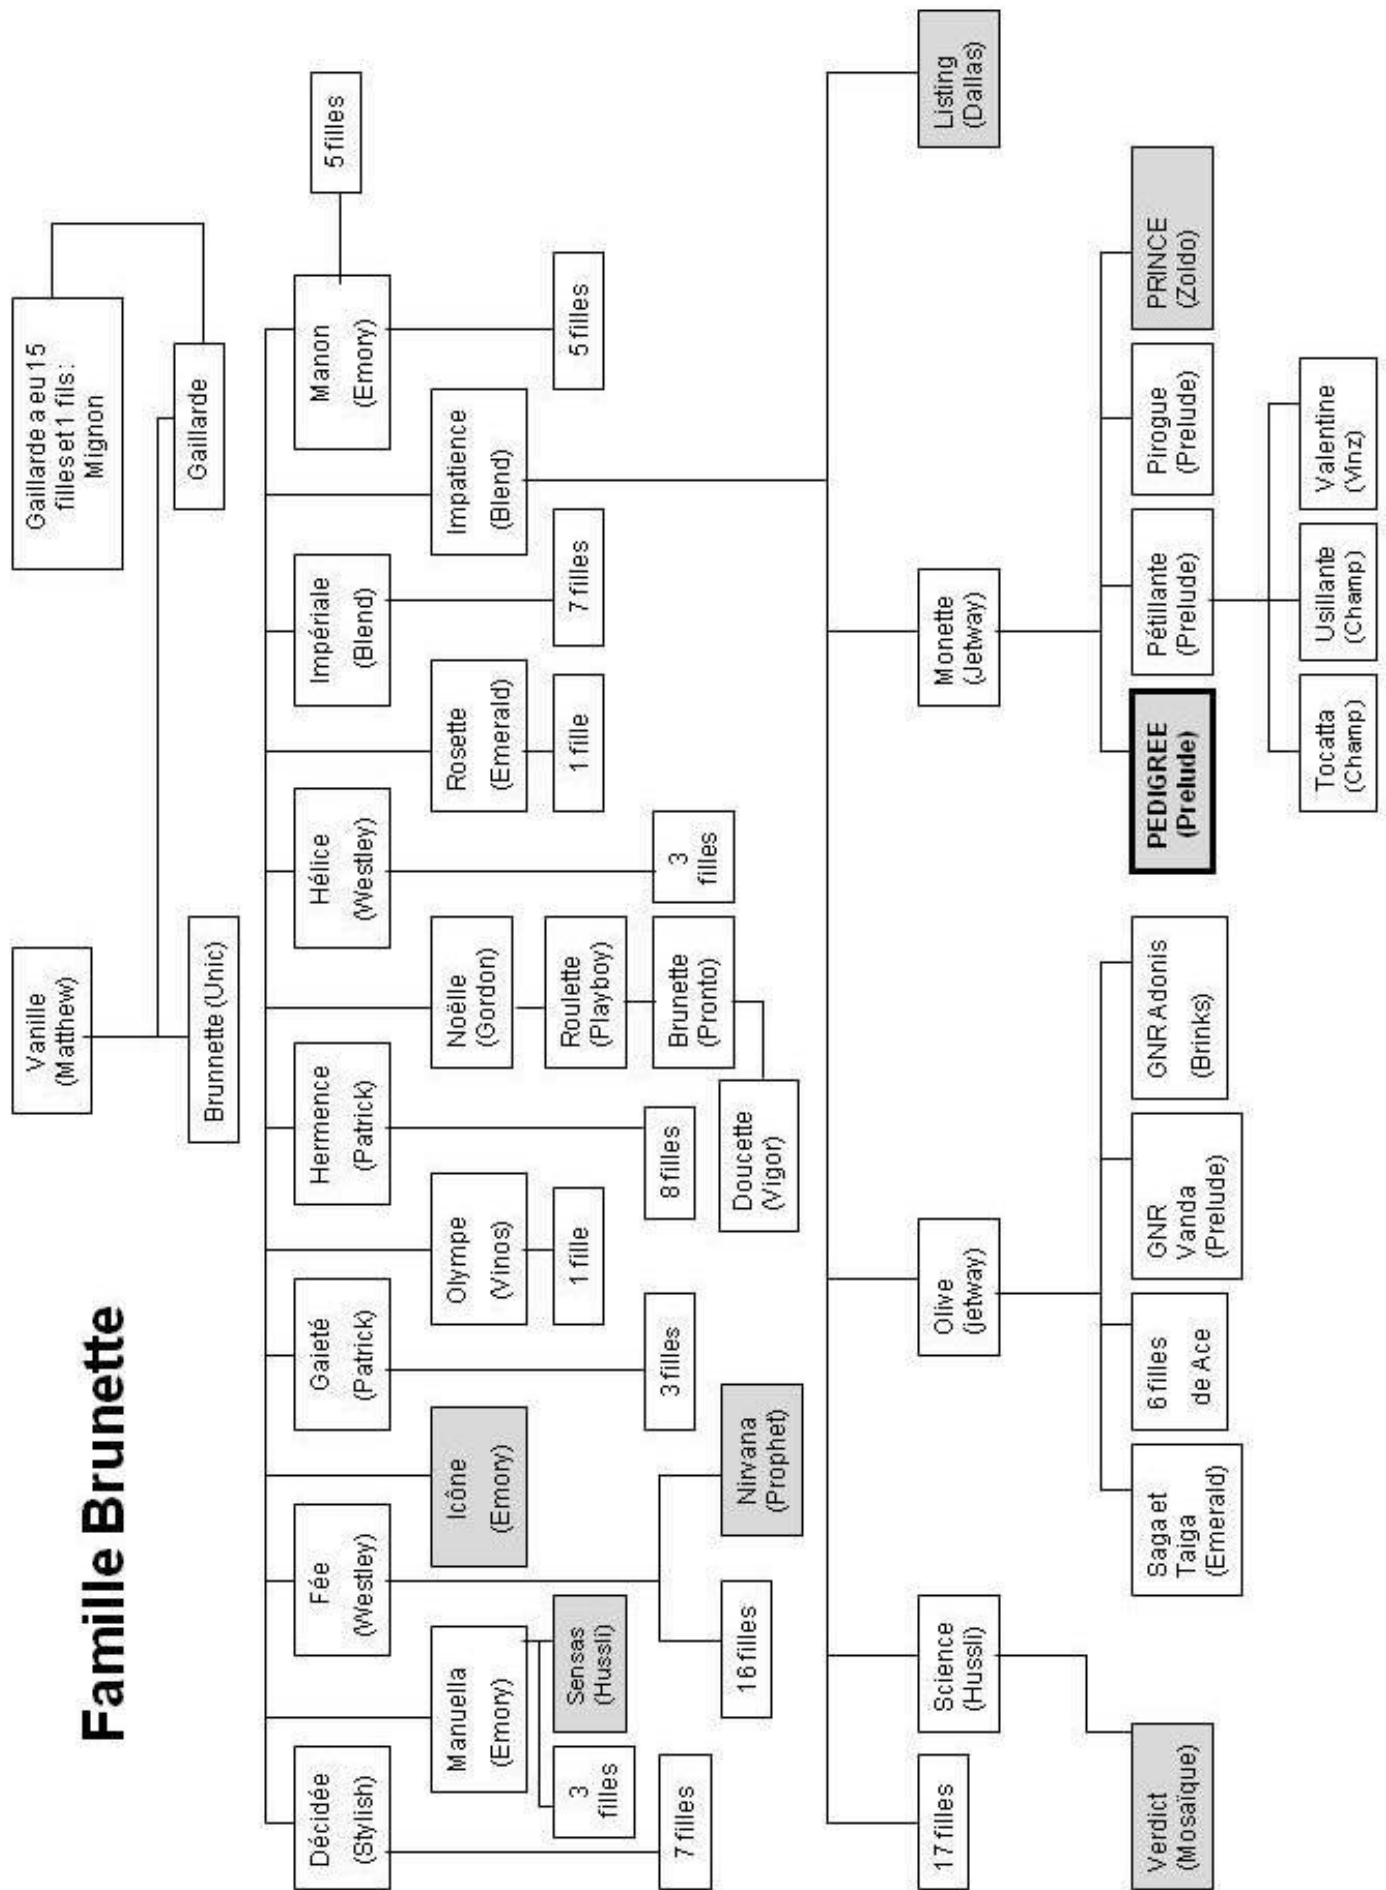 Famille Brunette
Vanille
(Matthew)
Gaillarde a eu 15
filles et 1 fils :
Mignon
Brunnette (Unic)
Gaillarde
Décidée
(Stylish)
Fée
(Westley)
Gaieté
(Patrick)
Hermence
(Patrick)
Hélice
(Westley)
Impériale
(Blend)
Manon
(Emory)
5 filles
Manuella
(Emory)
Icône
(Emory)
Olympe
(Vinos)
Noëlle
(Gordon)
Rosette
(Emerald)
Impatience
(Blend)
3
filles
Sensas
(Hussli)
1 fille
Roulette
(Playboy)
1 fille
7 filles
5 filles
7 filles
3 filles
8 filles
Brunette
(Pronto)
3
filles
16 filles
Nirvana
(Prophet)
Doucette
(Vigor)
17 filles
Science
(Hussli)
Olive
(jetway)
Monette
(Jetway)
Listing
(Dallas)
Verdict
(Mosaïque)
Saga et
Taiga
(Emerald)
6 filles
de Ace
GNR
Vanda
(Prelude)
GNR Adonis
(Brinks)
PEDIGREE
(Prelude)
Pétillante
(Prelude)
Pirogue
(Prelude)
PRINCE
(Zoldo)
Tocatta
(Champ)
Usillante
(Champ)
Valentine
(Vinz)